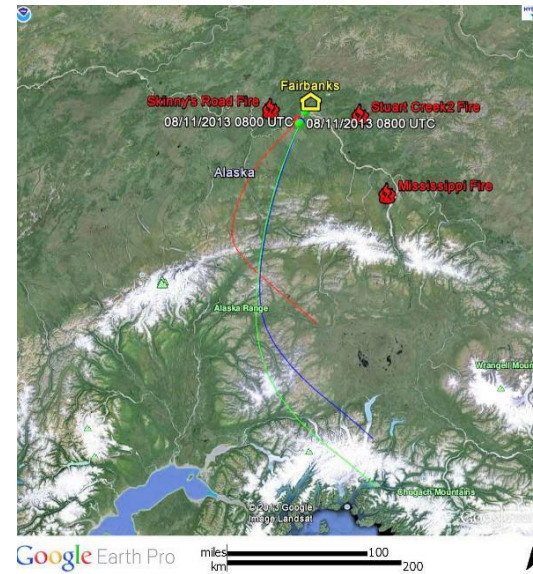 Fairbanks
Skinny's Road Fire
Stuart Creek2 Fire
08/11/2013 0800 UTC
08/11/2013 0800 UTC
Alaska
Mississippi Fire
Alaska Range
Wrangell Moun
Chugach Mountains
© 2013 Google
Image Landsat
Google Earth Pro
miles 100
km 200